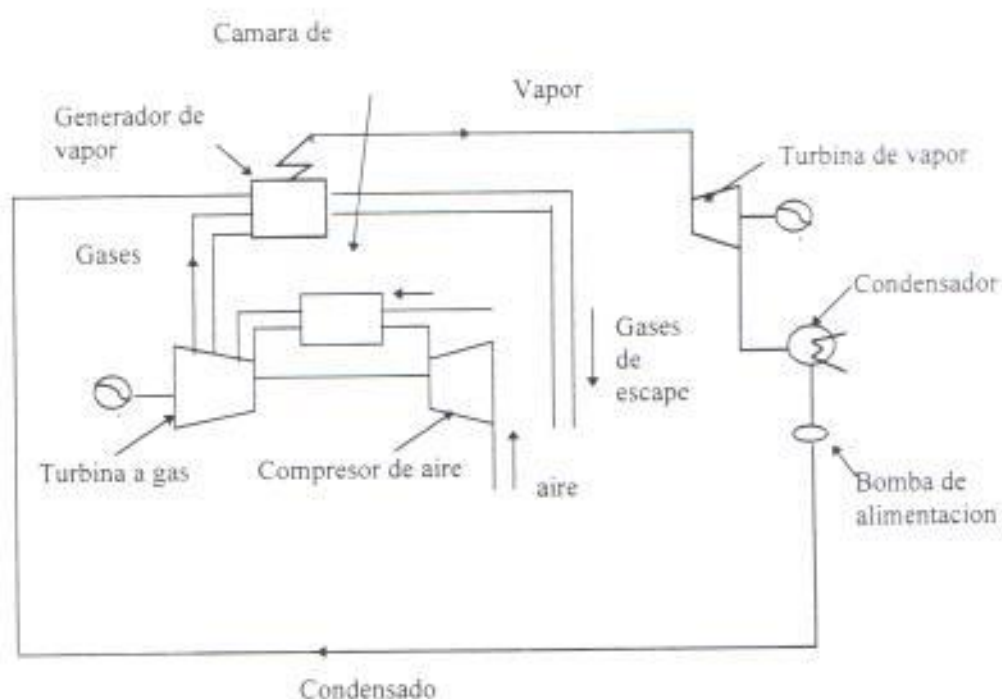 Camara de
Vapor
Generador de
vapor
Turbina de vapor
Gases
Condensador
Gases
de
escape
Turbina a gas
Compresor de aire
aire
Bomba de
alimentacion
Condensado